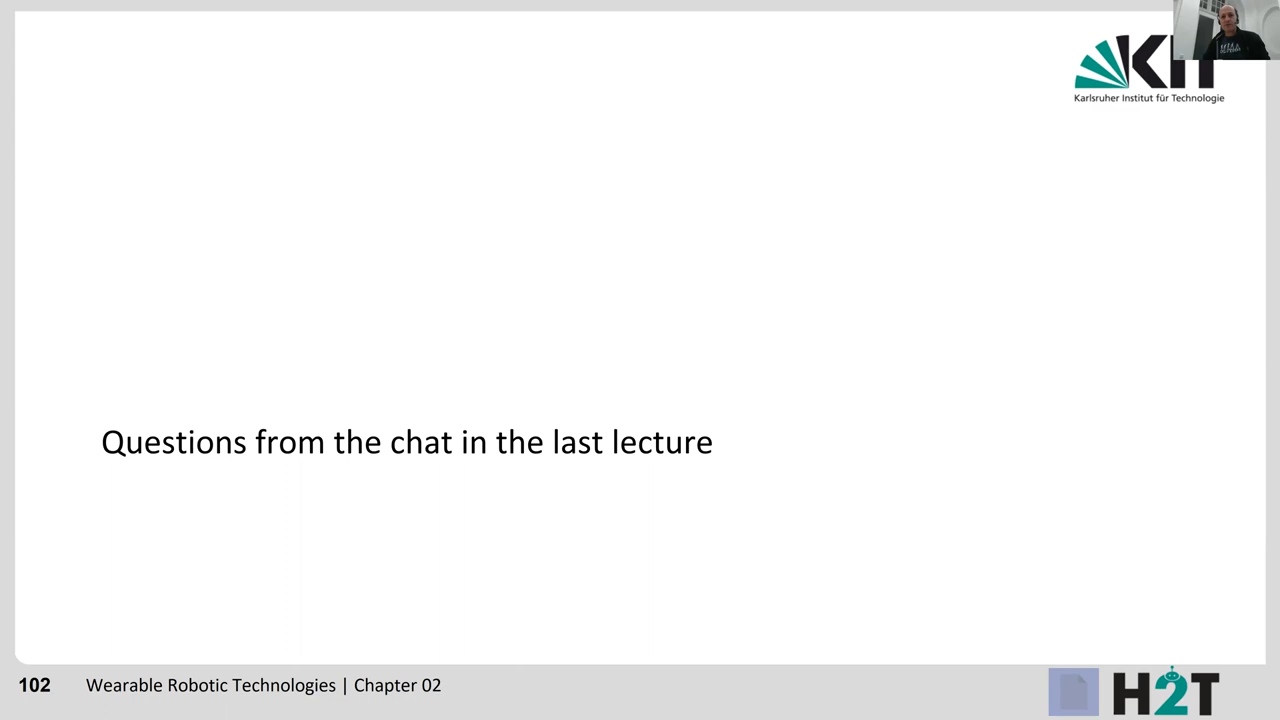 KIT
Karlsruher Institut für Technologie
Questions from the chat in the last lecture
102 Wearable Robotic Technologies | Chapter 02
H2T